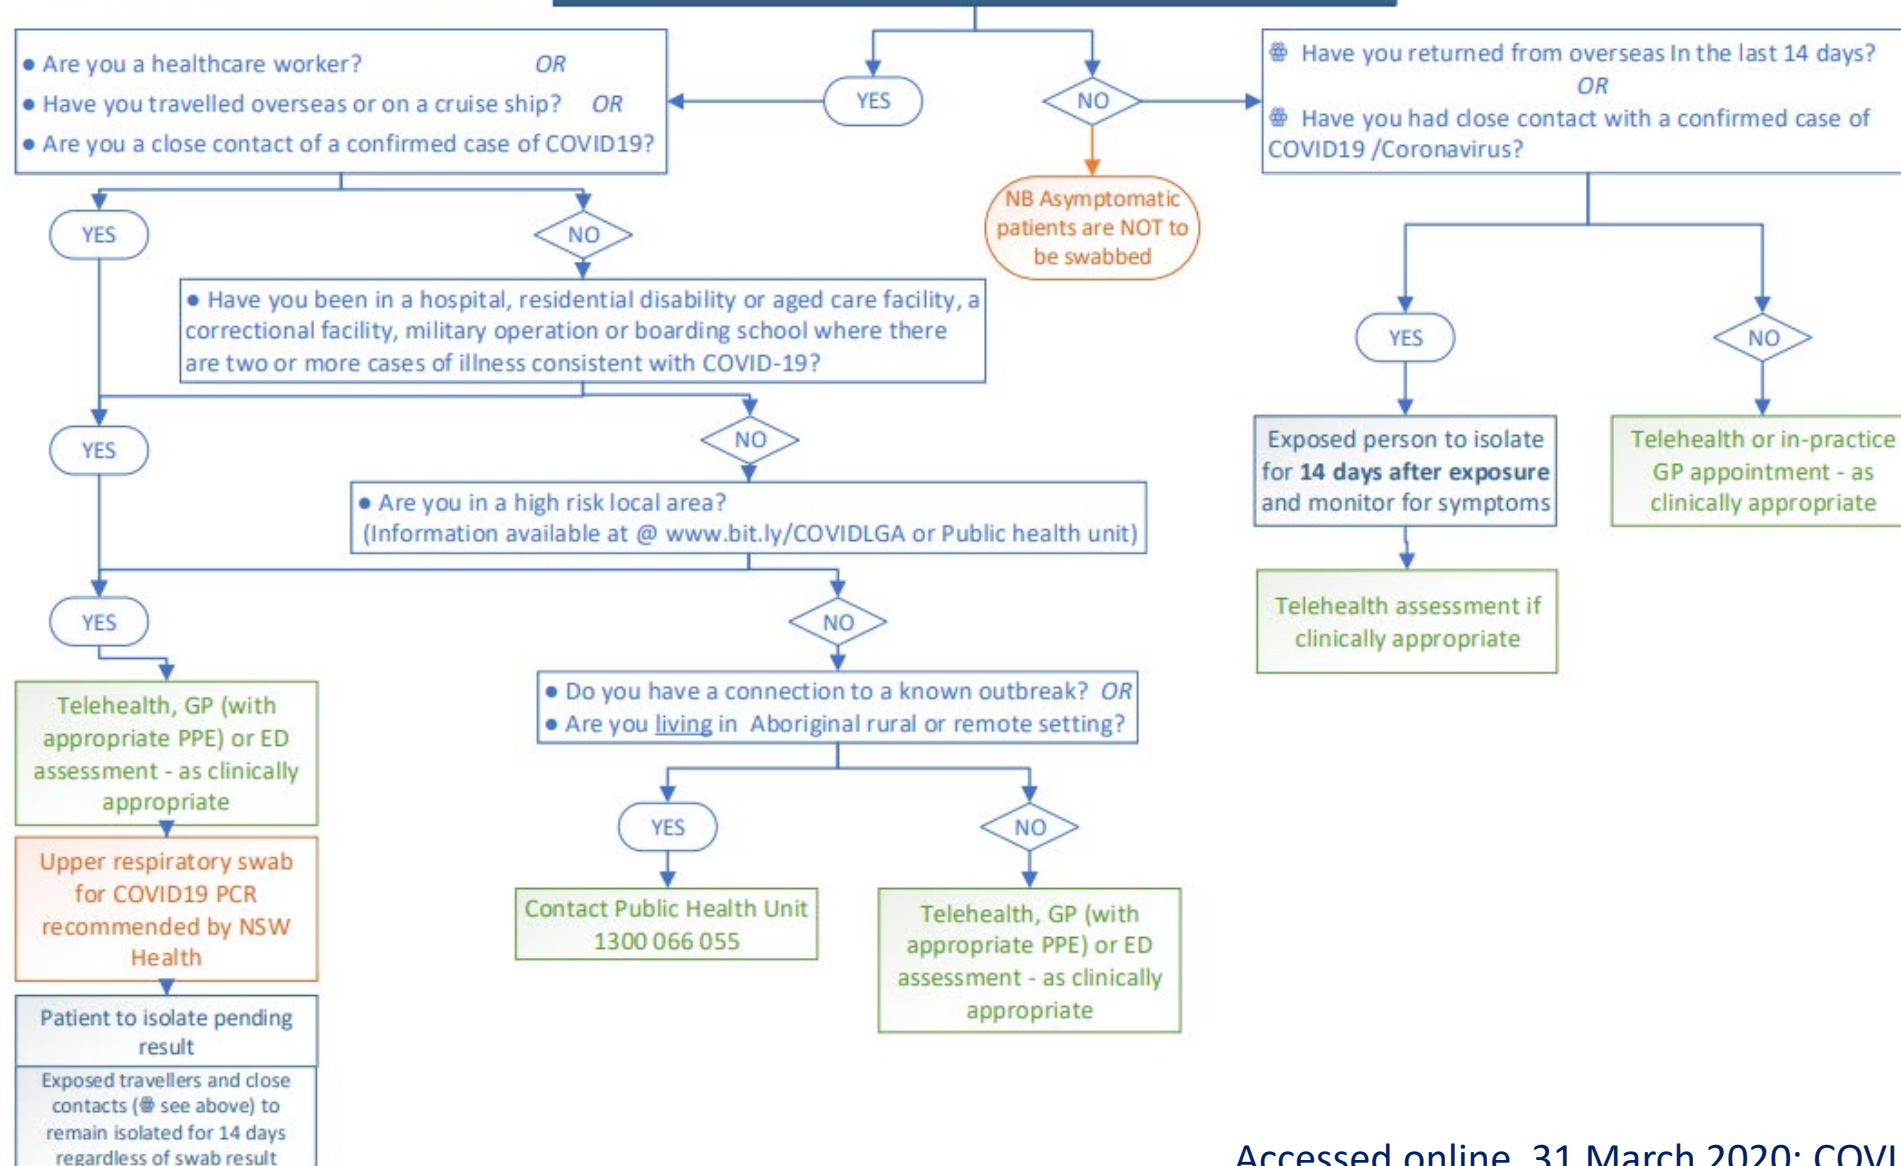 ● Are you a healthcare worker? OR
● Have you travelled overseas or on a cruise ship? OR
● Are you a close contact of a confirmed case of COVID19?
YES
NO
Have you returned from overseas In the last 14 days?
OR
Have you had close contact with a confirmed case of
COVID19 /Coronavirus?
NB Asymptomatic
patients are NOT to
be swabbed
YES
NO
● Have you been in a hospital, residential disability or aged care facility, a
correctional facility, military operation or boarding school where there
are two or more cases of illness consistent with COVID-19?
YES
NO
● Are you in a high risk local area?
(Information available at @ www.bit.ly/COVIDLGA or Public health unit)
YES
NO
● Do you have a connection to a known outbreak? OR
● Are you living in Aboriginal rural or remote setting?
YES
NO
Contact Public Health Unit
1300 066 055
Telehealth, GP (with
appropriate PPE) or ED
assessment - as clinically
appropriate
Telehealth, GP (with
appropriate PPE) or ED
assessment - as clinically
appropriate
Upper respiratory swab
for COVID19 PCR
recommended by NSW
Health
Patient to isolate pending
result
Exposed travellers and close
contacts (see above) to
remain isolated for 14 days
regardless of swab result
YES
NO
Exposed person to isolate
for 14 days after exposure
and monitor for symptoms
Telehealth or in-practice
GP appointment - as
clinically appropriate
Telehealth assessment if
clinically appropriate
Accessed online 31 March 2020: COVI